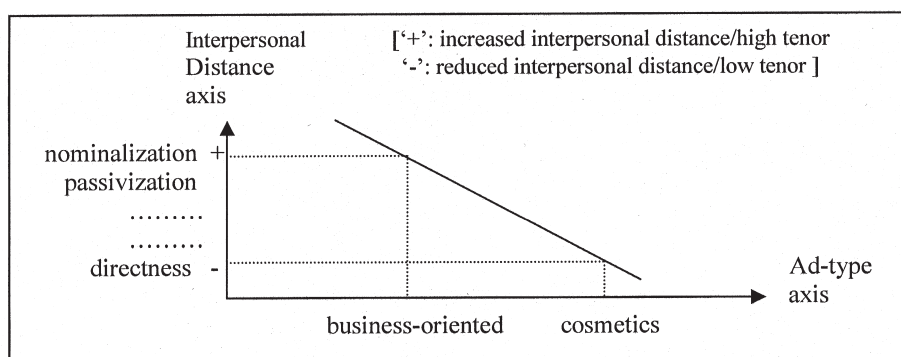 Interpersonal
Distance
axis
[‘+’: increased interpersonal distance/high tenor
‘-’: reduced interpersonal distance/low tenor ]
nominalization +
passivization
………
………
directness -
Ad-type
axis
business-oriented cosmetics